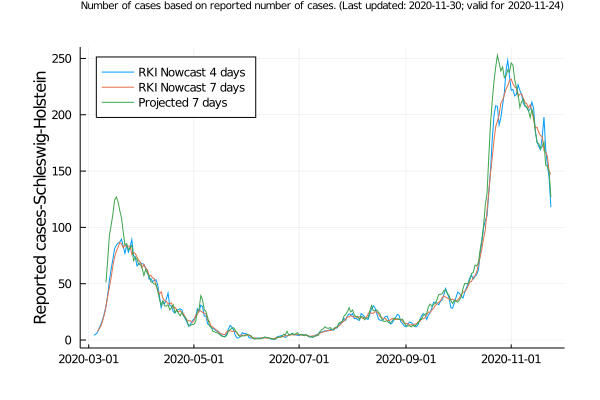 Number of cases based on reported number of cases. (Last updated: 2020-11-30; valid for 2020-11-24)
Reported cases-Schleswig-Holstein
250
200
150
100
50
0
RKI Nowcast 4 days
RKI Nowcast 7 days
Projected 7 days
2020-03-01 2020-05-01 2020-07-01 2020-09-01 2020-11-01